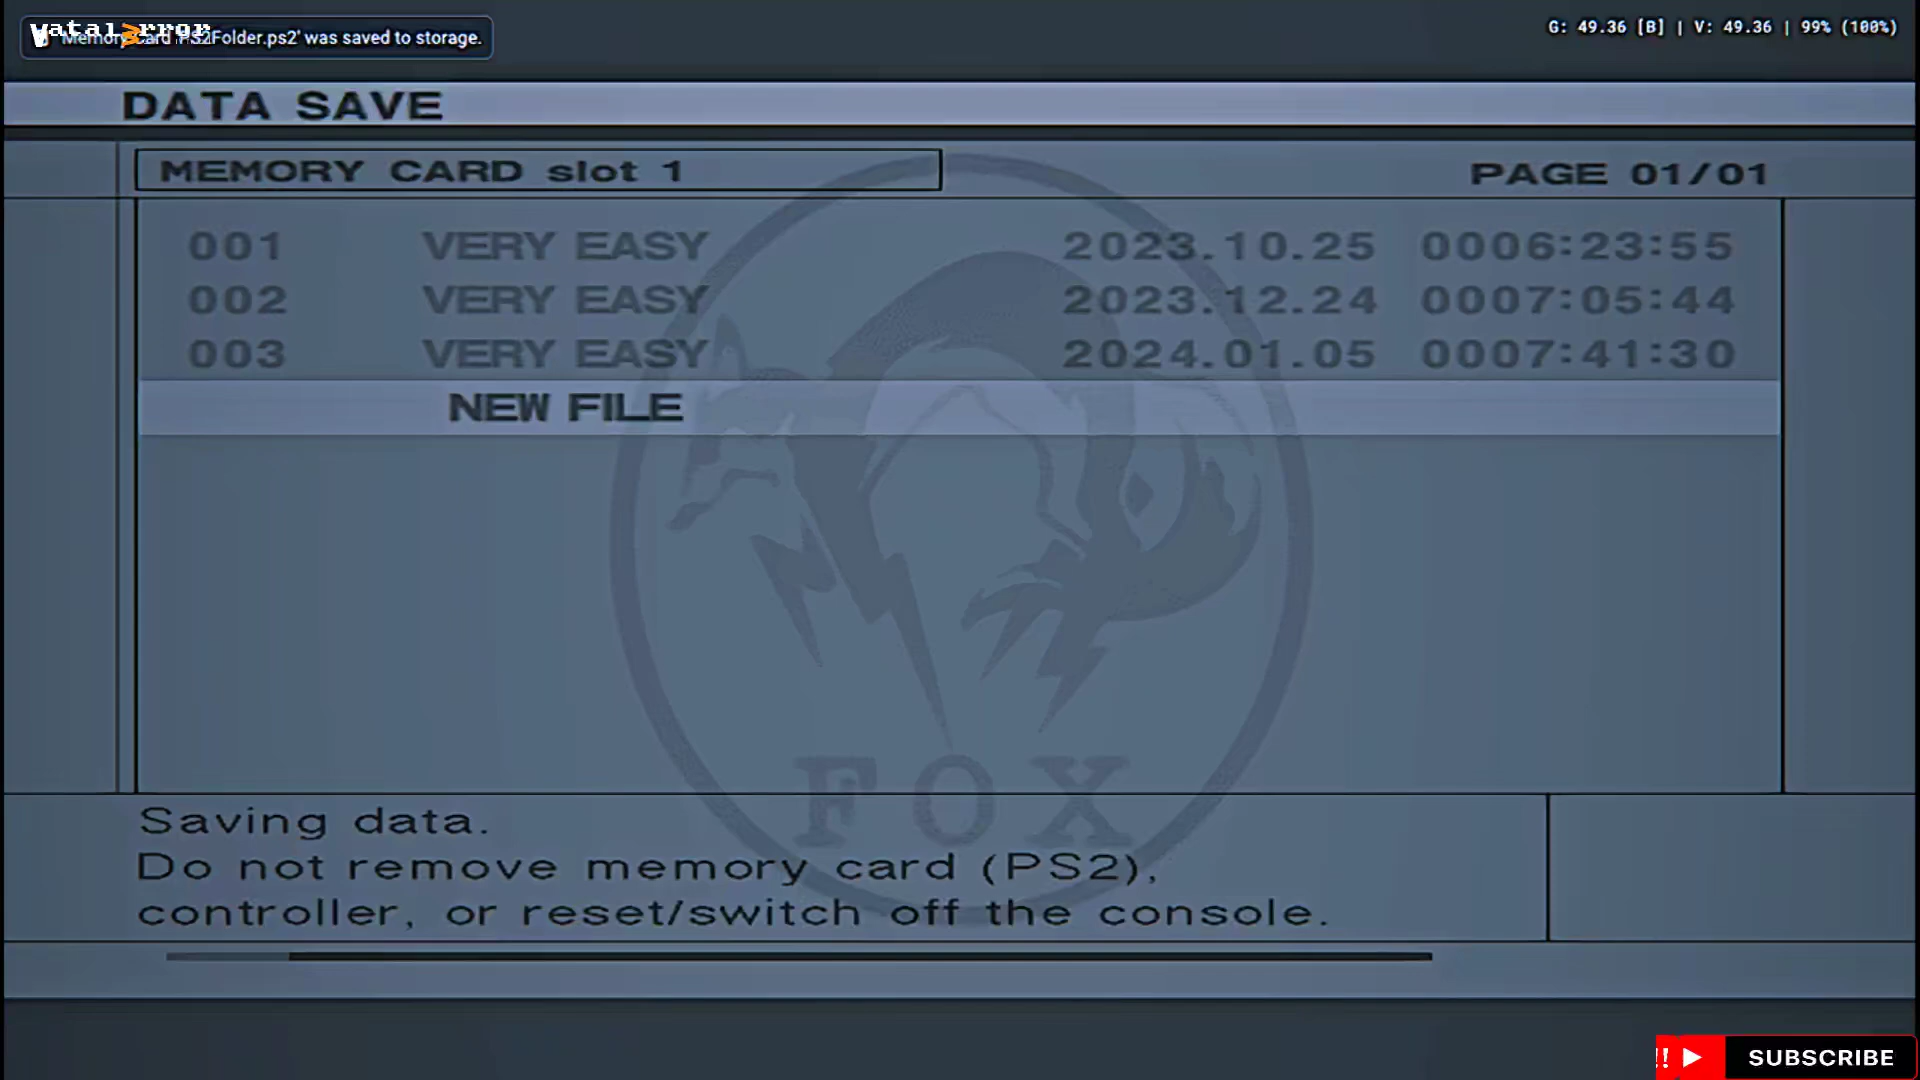 Memory Card 'PS2Folder.ps2' was saved to storage.
G: 49.36 [B] | V: 49.36 | 99% (100%)
DATA SAVE
MEMORY CARD slot 1
PAGE 01/01
001 VERY EASY 2023.10.25 0006:23:55
002 VERY EASY 2023.12.24 0007:05:44
003 VERY EASY 2024.01.05 0007:41:30
NEW FILE
FOX
Saving data.
Do not remove memory card (PS2),
controller, or reset/switch off the console.
!! SUBSCRIBE